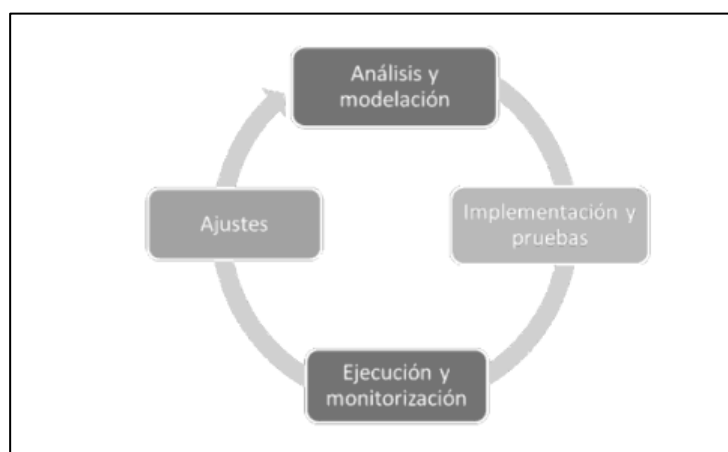 Análisis y
modelación
Implementación y
pruebas
Ejecución y
monitorización
Ajustes